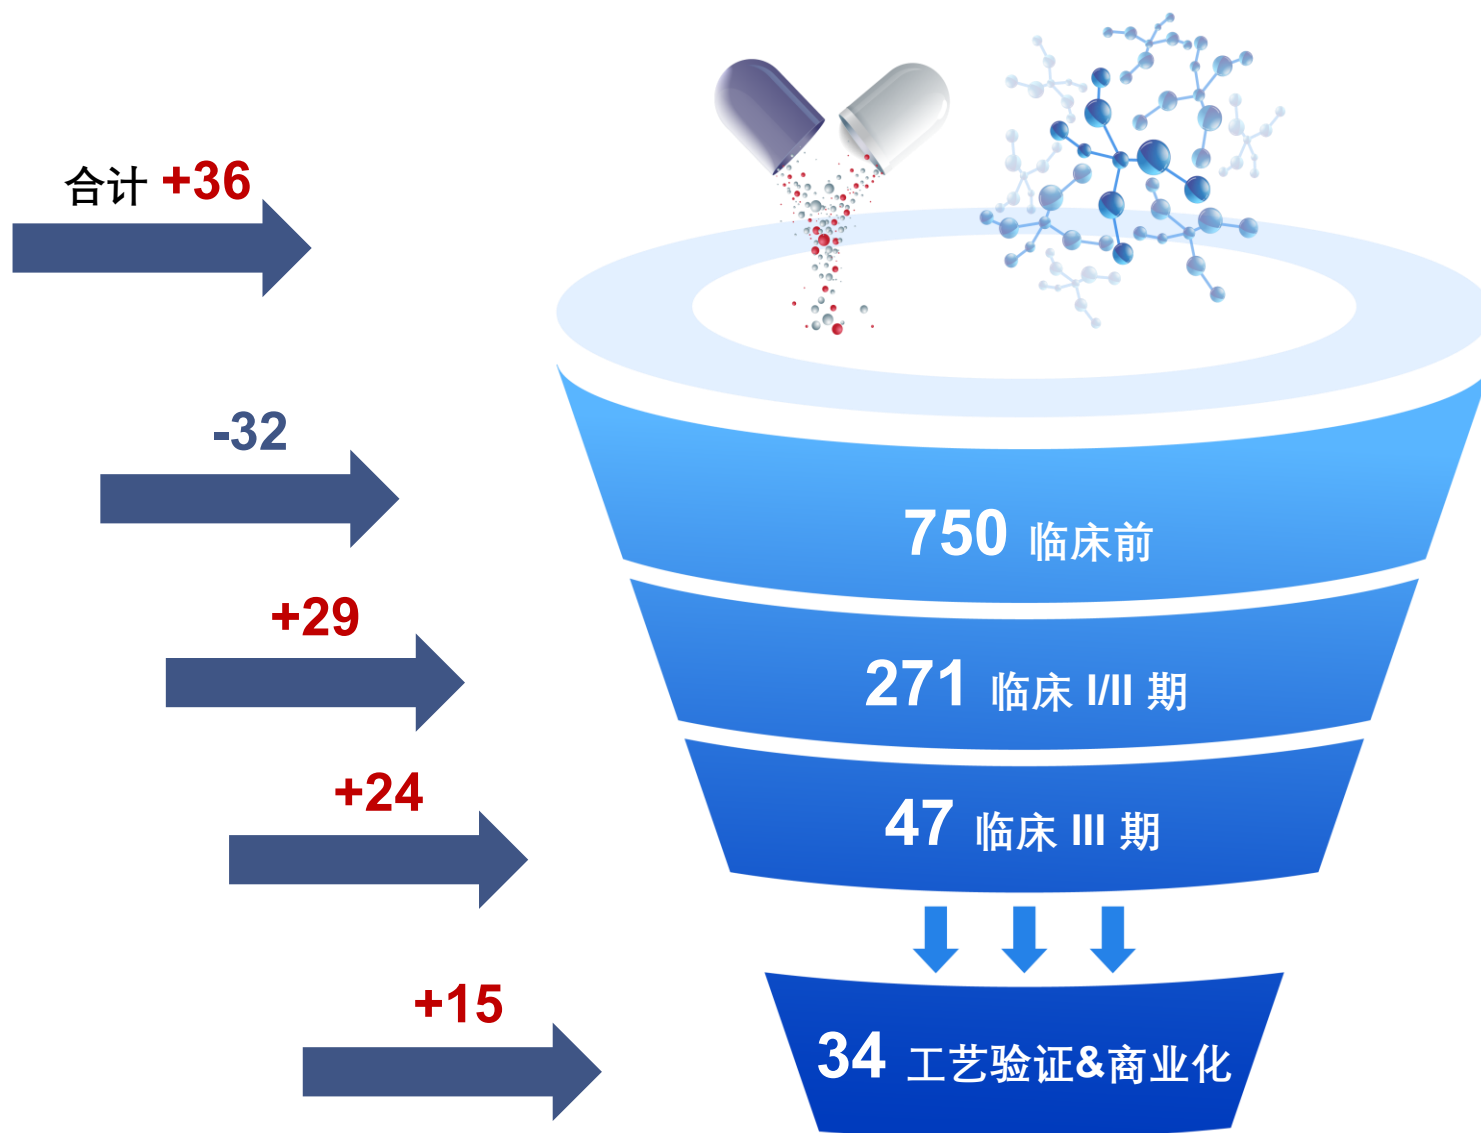 合计 +36
-32
750 临床前
+29
271 临床 I/II 期
+24
47 临床 III 期
+15
34 工艺验证&商业化